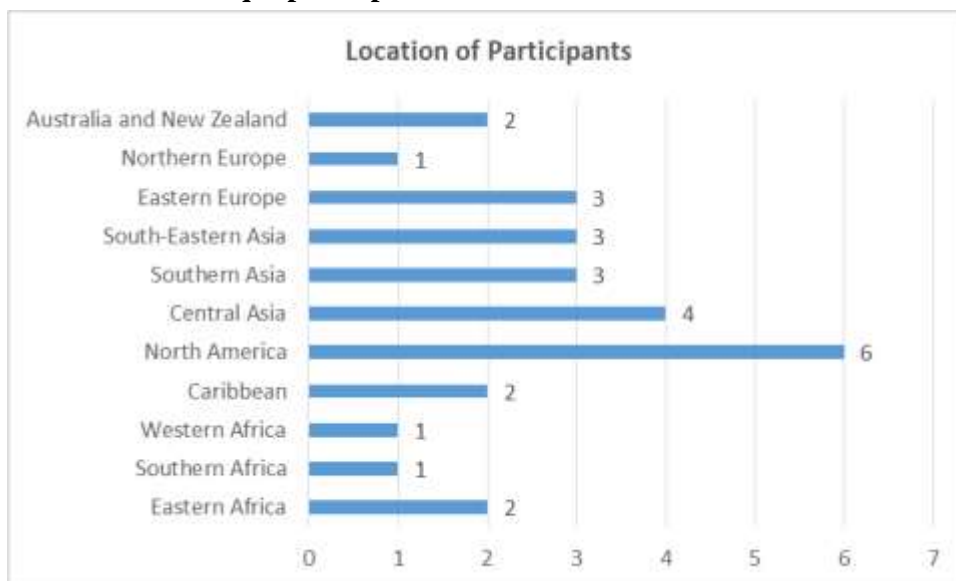 Location of Participants
Australia and New Zealand 2
Northern Europe 1
Eastern Europe 3
South-Eastern Asia 3
Southern Asia 3
Central Asia 4
North America 6
Caribbean 2
Western Africa 1
Southern Africa 1
Eastern Africa 2
0 1 2 3 4 5 6 7